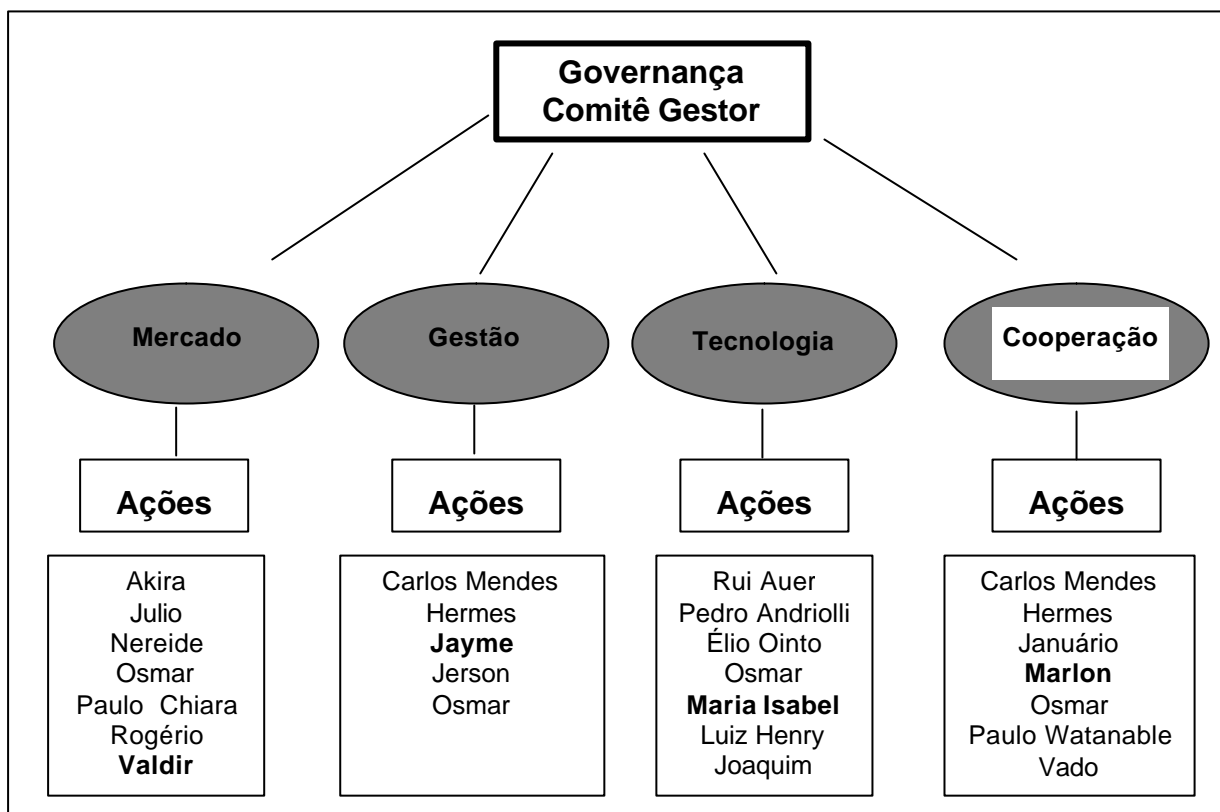 Governança
Comitê Gestor
Mercado
Gestão
Tecnologia
Cooperação
Ações
Ações
Ações
Ações
Akira
Julio
Nereide
Osmar
Paulo Chiara
Rogério
Valdir
Carlos Mendes
Hermes
Jayme
Jerson
Osmar
Rui Auer
Pedro Andriolli
Élio Ointo
Osmar
Maria Isabel
Luiz Henry
Joaquim
Carlos Mendes
Hermes
Januário
Marlon
Osmar
Paulo Watanable
Vado